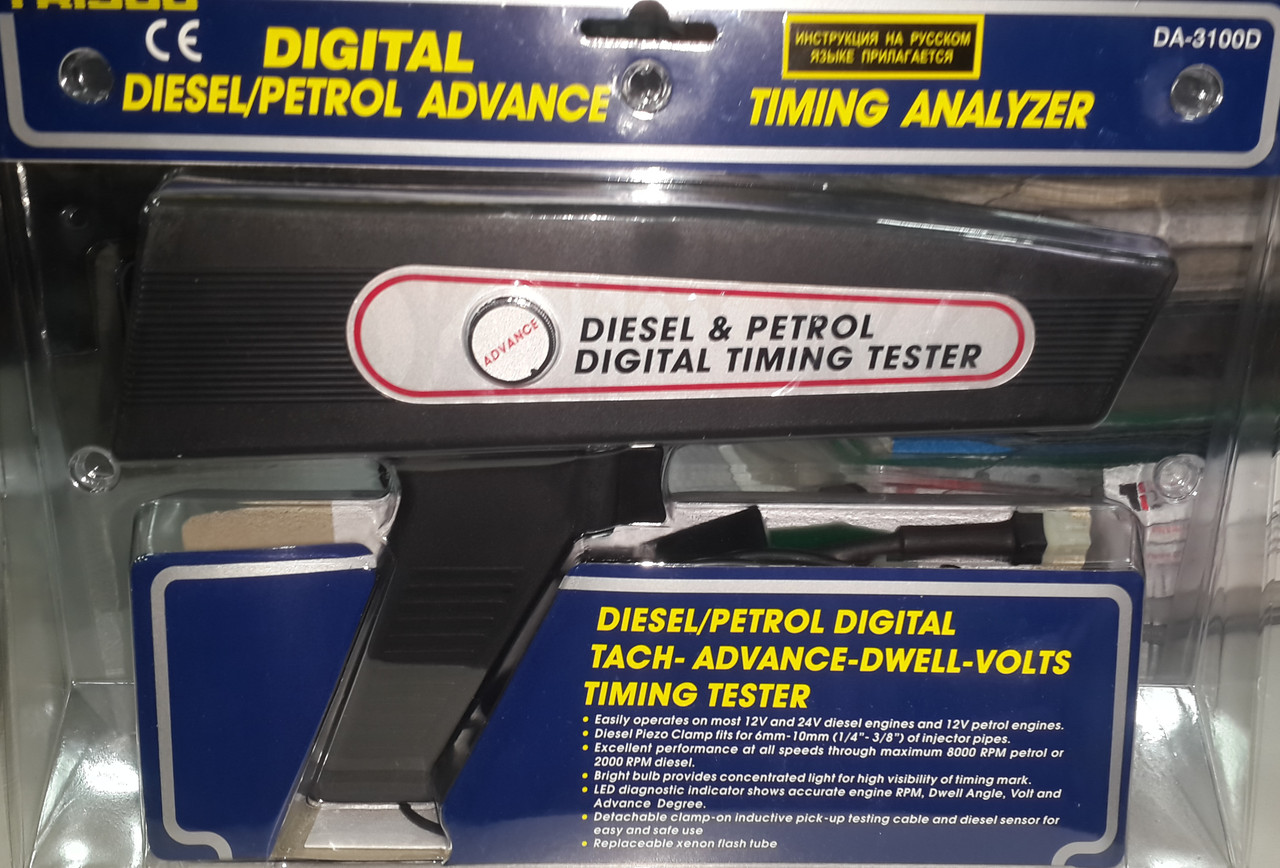 CE
DIGITAL
DIESEL/PETROL ADVANCE TIMING ANALYZER
ИНСТРУКЦИЯ НА РУССКОМ
ЯЗЫКЕ ПРИЛАГАЕТСЯ
DA-3100D
ADVANCE
DIESEL & PETROL
DIGITAL TIMING TESTER
DIESEL/PETROL DIGITAL
TACH- ADVANCE-DWELL-VOLTS
TIMING TESTER
• Easily operates on most 12V and 24V diesel engines and 12V petrol engines.
• Diesel Piezo Clamp fits for 6mm-10mm (1/4"- 3/8") of injector pipes.
• Excellent performance at all speeds through maximum 8000 RPM petrol or
2000 RPM diesel.
• Bright bulb provides concentrated light for high visibility of timing mark.
• LED diagnostic indicator shows accurate engine RPM, Dwell Angle, Volt and
Advance Degree.
• Detachable clamp-on inductive pick-up testing cable and diesel sensor for
easy and safe use
• Replaceable xenon flash tube